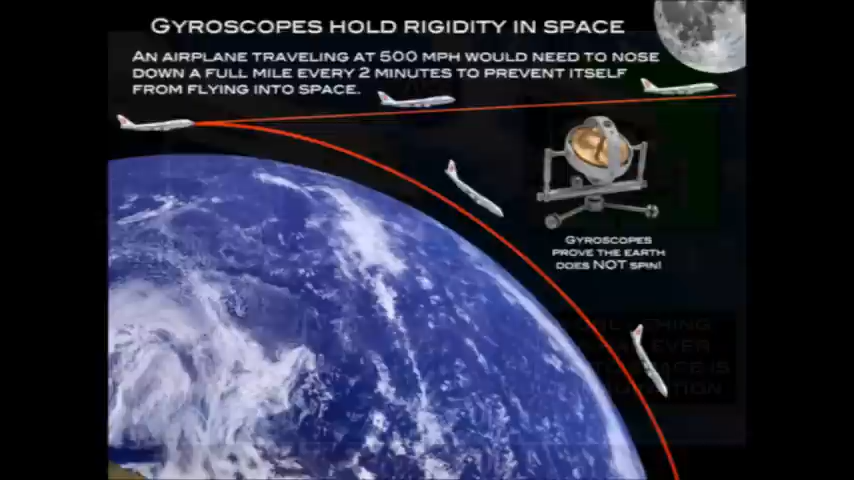 GYROSCOPES HOLD RIGIDITY IN SPACE
AN AIRPLANE TRAVELING AT 500 MPH WOULD NEED TO NOSE
DOWN A FULL MILE EVERY 2 MINUTES TO PREVENT ITSELF
FROM FLYING INTO SPACE.
GYROSCOPES
PROVE THE EARTH
DOES NOT SPIN!
EVER